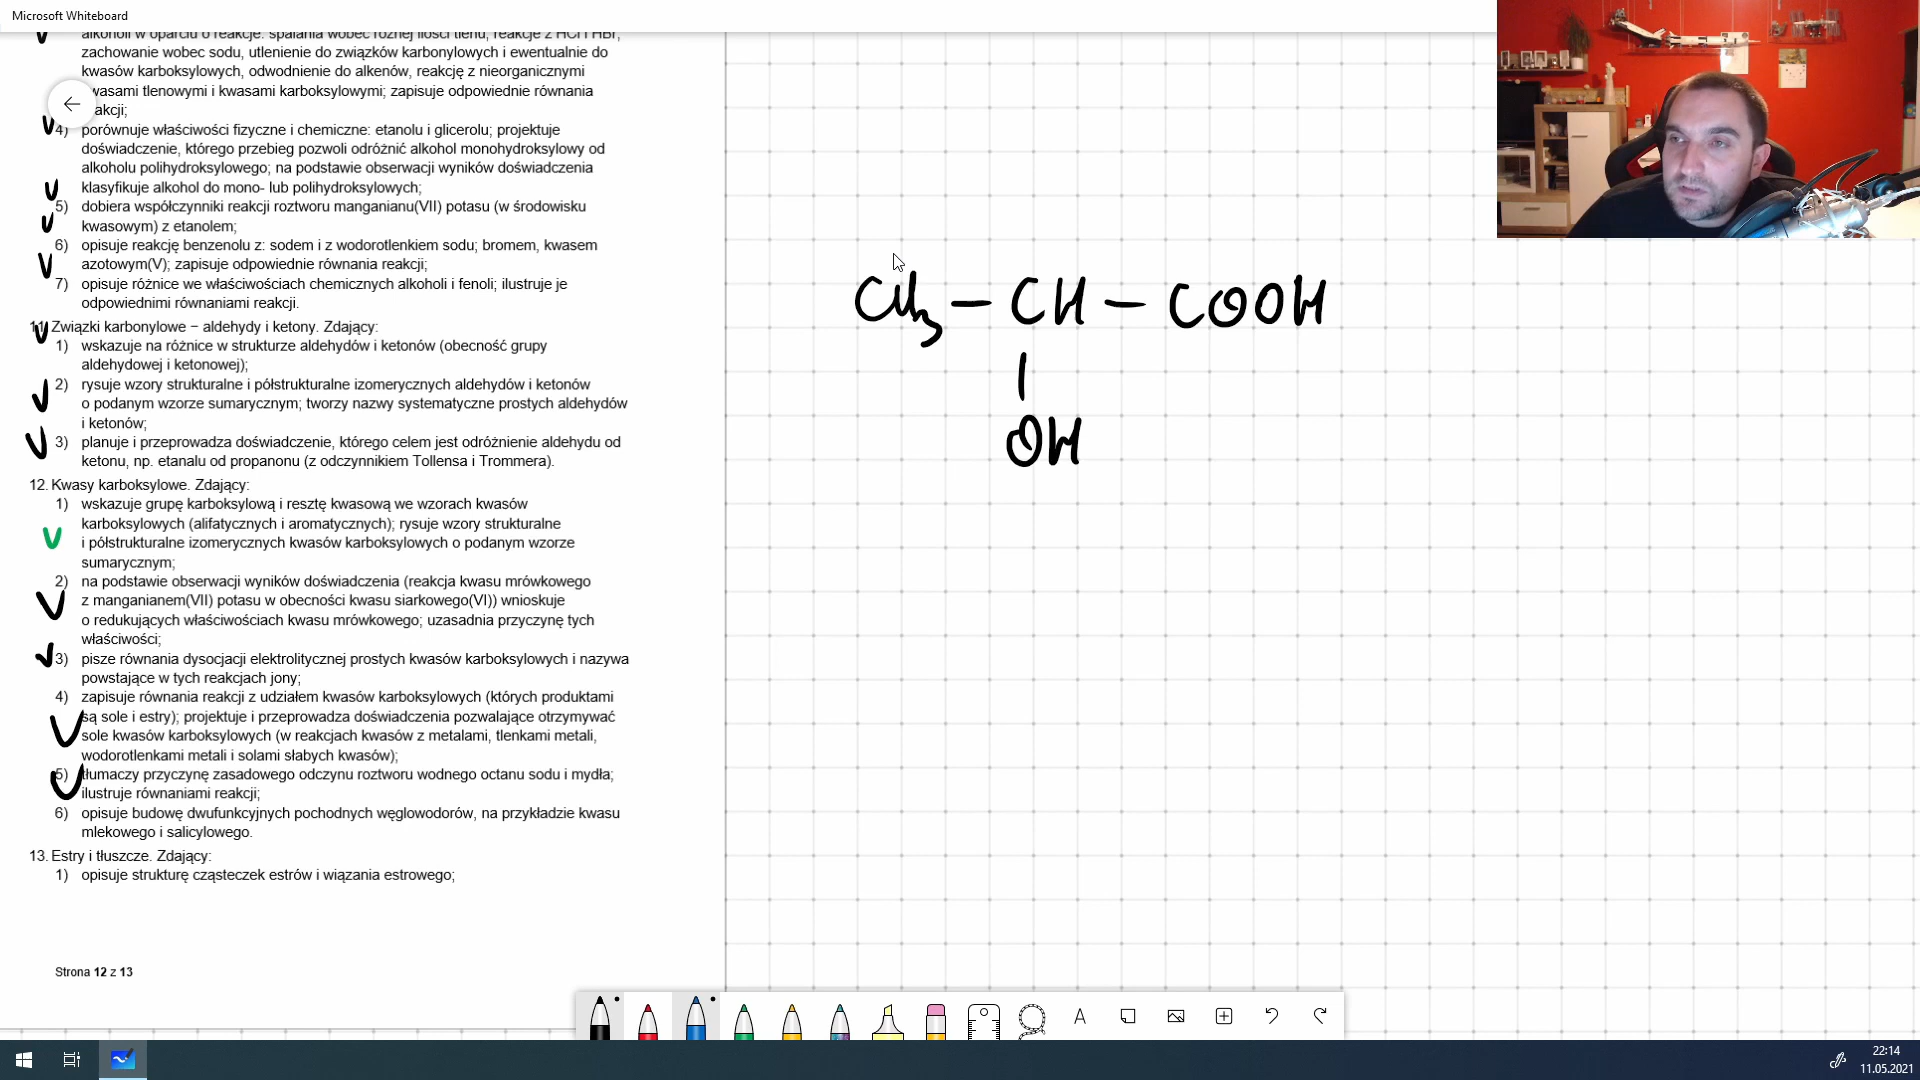 Microsoft Whiteboard
alkoholi w oparciu o reakcje: spalania wobec różnej ilości tlenu, reakcje z HCl i HBr,
zachowanie wobec sodu, utlenienie do związków karbonylowych i ewentualnie do
kwasów karboksylowych, odwodnienie do alkenów, reakcję z nieorganicznymi
wasami tlenowymi i kwasami karboksylowymi; zapisuje odpowiednie równania
akcji;
4) porównuje właściwości fizyczne i chemiczne: etanolu i glicerolu; projektuje
doświadczenie, którego przebieg pozwoli odróżnić alkohol monohydroksylowy od
alkoholu polihydroksylowego; na podstawie obserwacji wyników doświadczenia
klasyfikuje alkohol do mono- lub polihydroksylowych;
5) dobiera współczynniki reakcji roztworu manganianu(VII) potasu (w środowisku
kwasowym) z etanolem;
6) opisuje reakcję benzenolu z: sodem i z wodorotlenkiem sodu; bromem, kwasem
azotowym(V); zapisuje odpowiednie równania reakcji;
7) opisuje różnice we właściwościach chemicznych alkoholi i fenoli; ilustruje je
odpowiednimi równaniami reakcji.
11. Związki karbonylowe − aldehydy i ketony. Zdający:
1) wskazuje na różnice w strukturze aldehydów i ketonów (obecność grupy
aldehydowej i ketonowej);
2) rysuje wzory strukturalne i półstrukturalne izomerycznych aldehydów i ketonów
o podanym wzorze sumarycznym; tworzy nazwy systematyczne prostych aldehydów
i ketonów;
3) planuje i przeprowadza doświadczenie, którego celem jest odróżnienie aldehydu od
ketonu, np. etanalu od propanonu (z odczynnikiem Tollensa i Trommera).
12. Kwasy karboksylowe. Zdający:
1) wskazuje grupę karboksylową i resztę kwasową we wzorach kwasów
karboksylowych (alifatycznych i aromatycznych); rysuje wzory strukturalne
i półstrukturalne izomerycznych kwasów karboksylowych o podanym wzorze
sumarycznym;
2) na podstawie obserwacji wyników doświadczenia (reakcja kwasu mrówkowego
z manganianem(VII) potasu w obecności kwasu siarkowego(VI)) wnioskuje
o redukujących właściwościach kwasu mrówkowego; uzasadnia przyczynę tych
właściwości;
3) pisze równania dysocjacji elektrolitycznej prostych kwasów karboksylowych i nazywa
powstające w tych reakcjach jony;
4) zapisuje równania reakcji z udziałem kwasów karboksylowych (których produktami
są sole i estry); projektuje i przeprowadza doświadczenia pozwalające otrzymywać
sole kwasów karboksylowych (w reakcjach kwasów z metalami, tlenkami metali,
wodorotlenkami metali i solami słabych kwasów);
5) tłumaczy przyczynę zasadowego odczynu roztworu wodnego octanu sodu i mydła;
ilustruje równaniami reakcji;
6) opisuje budowę dwufunkcyjnych pochodnych węglowodorów, na przykładzie kwasu
mlekowego i salicylowego.
13. Estry i tłuszcze. Zdający:
1) opisuje strukturę cząsteczek estrów i wiązania estrowego;
Strona 12 z 13
CH₃ – CH – COOH
|
OH
A
22:14
11.05.2021